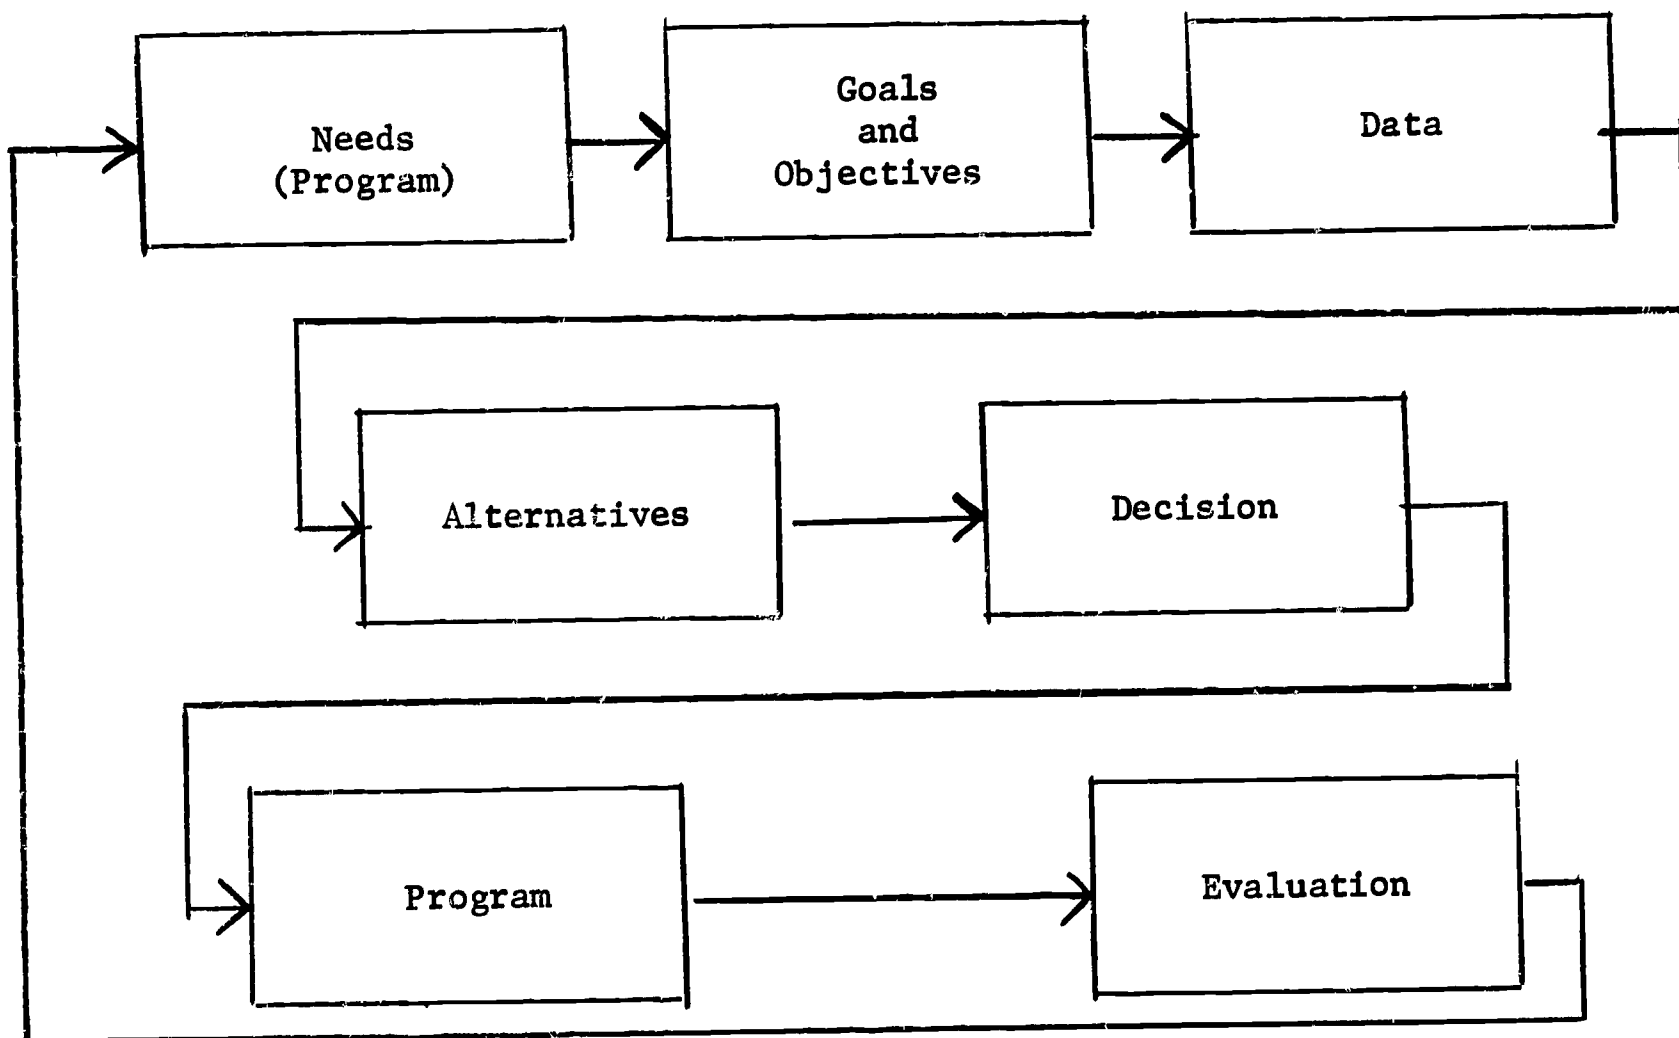 Needs
(Program)
Goals
and
Objectives
Data
Alternatives
Decision
Program
Evaluation